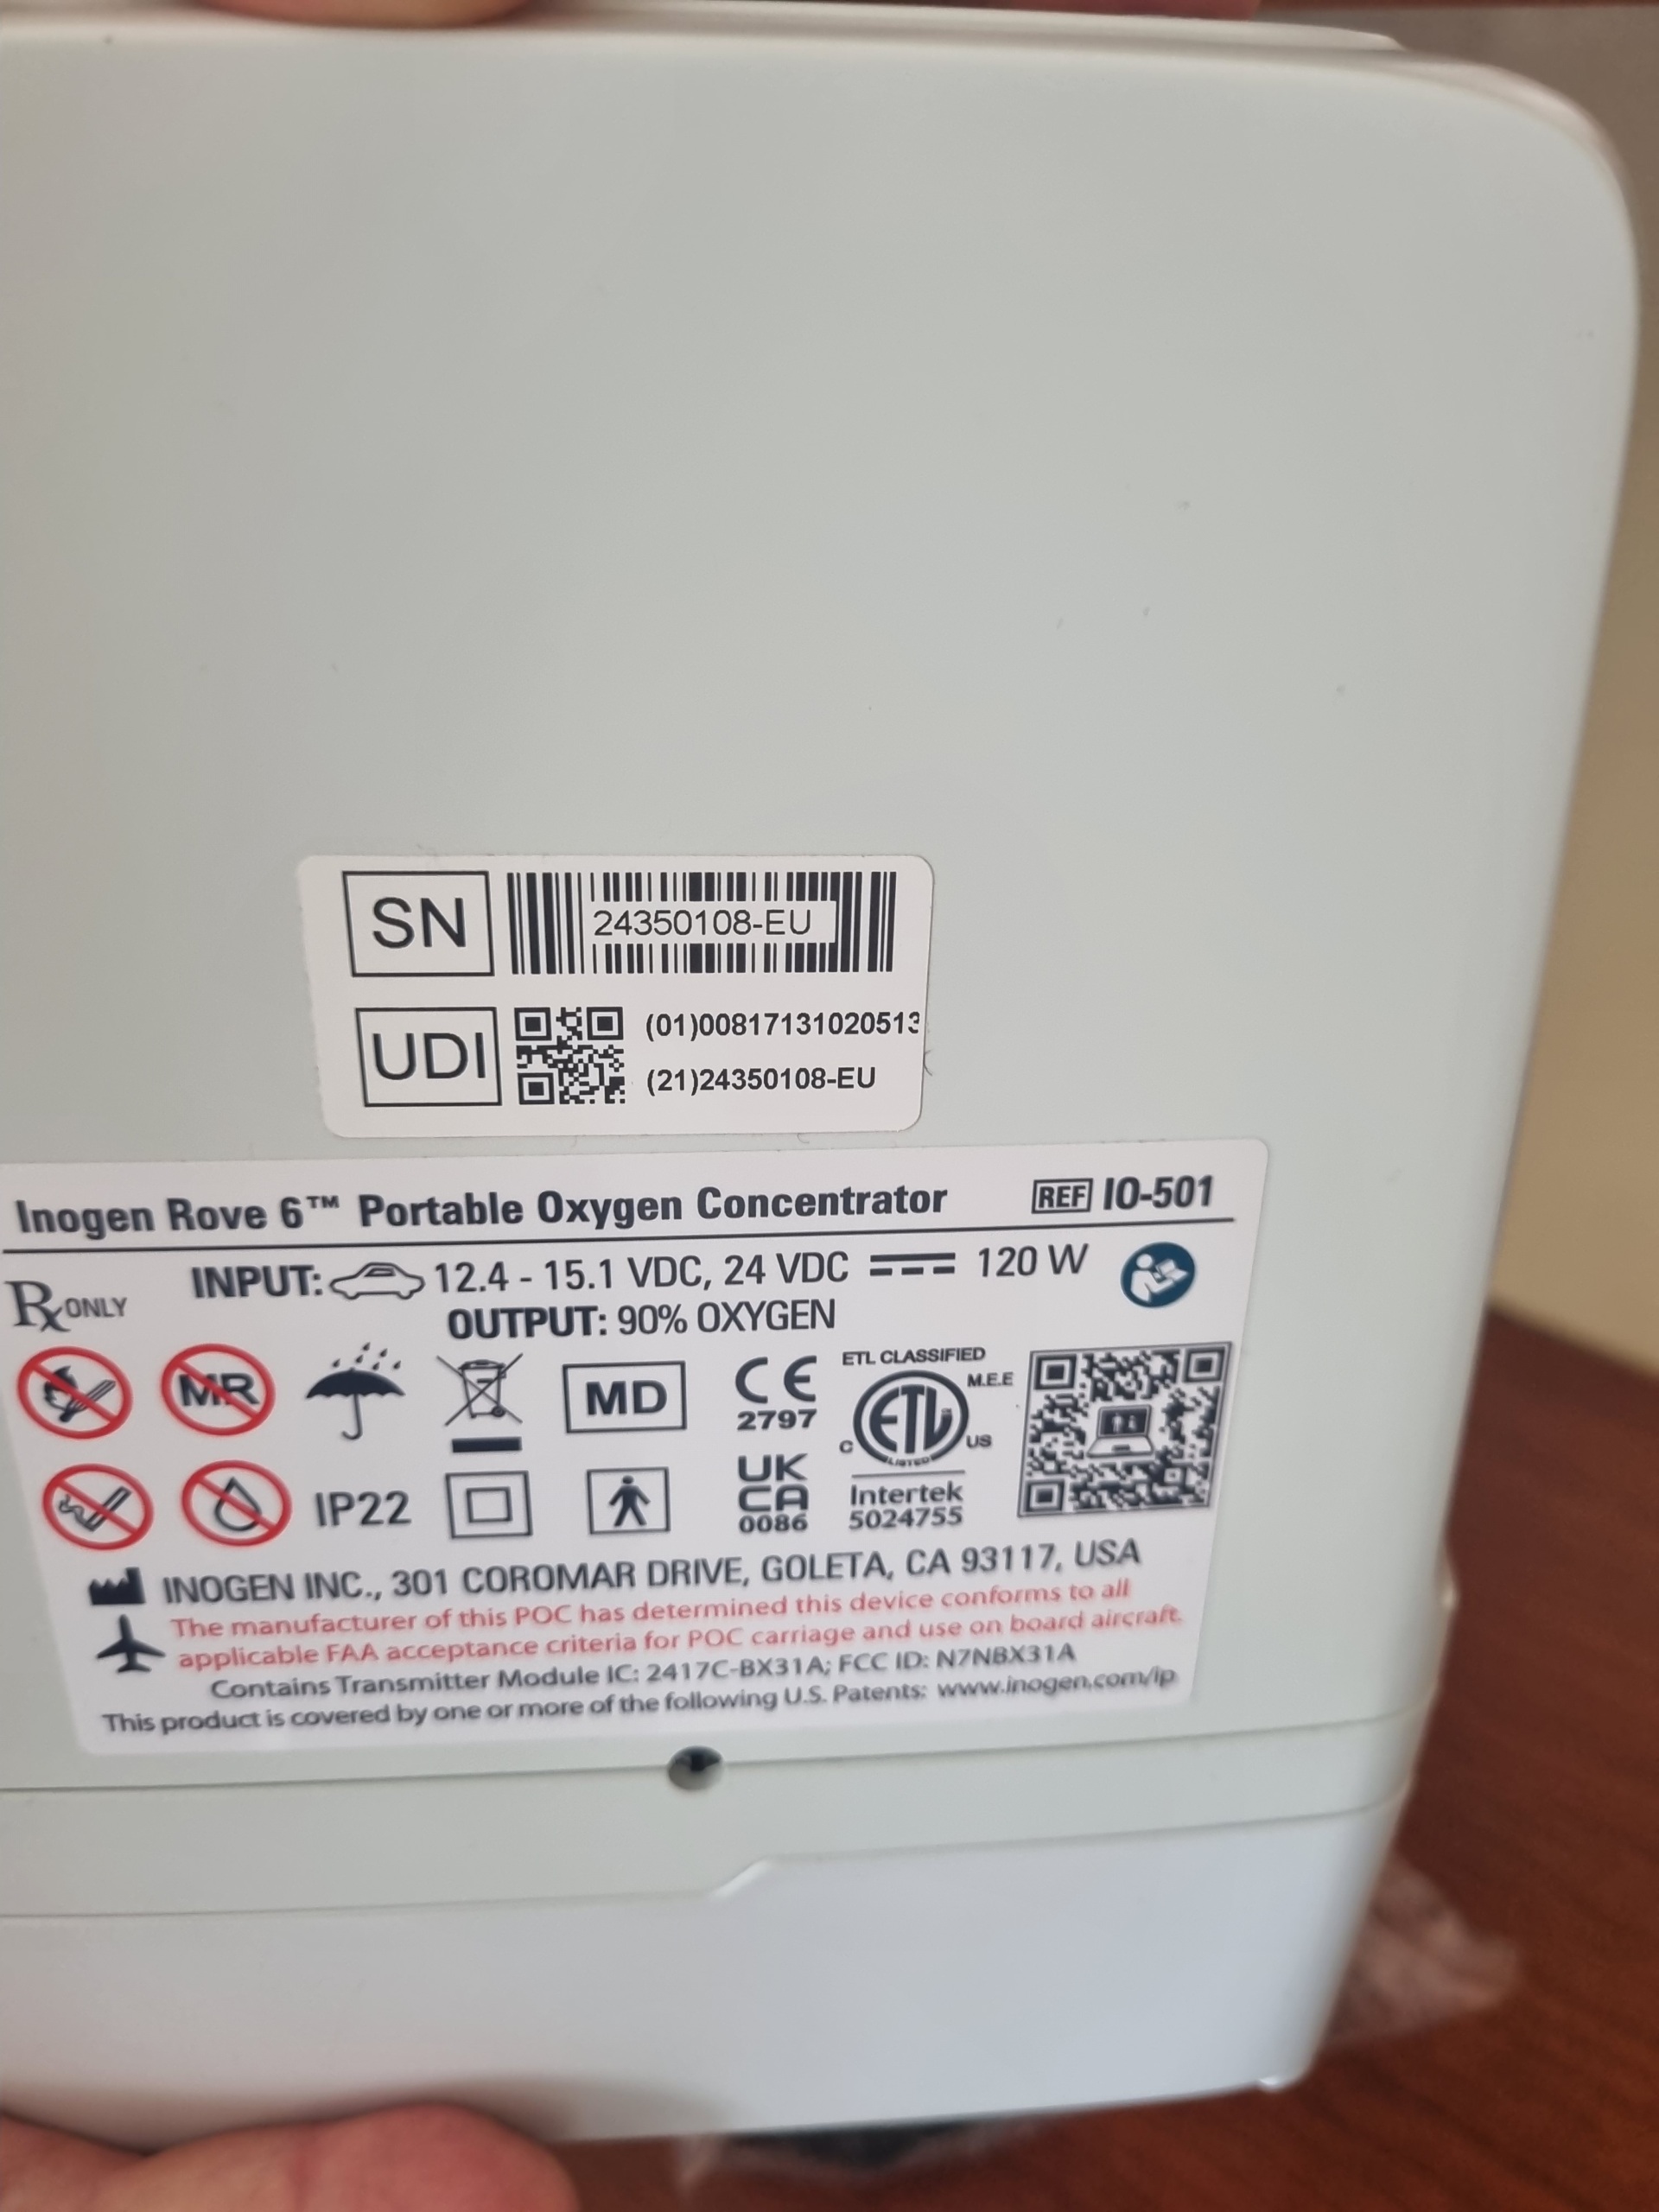 SN
24350108-EU
UDI
(01)00817131020513
(21)24350108-EU
Inogen Rove 6™ Portable Oxygen Concentrator REF IO-501
Rx ONLY
INPUT: 12.4 - 15.1 VDC, 24 VDC 120 W
OUTPUT: 90% OXYGEN
MR
MD
CE
2797
ETL CLASSIFIED
ETL
M.E.E
C
US
LISTED
IP22
UK
CA
0086
Intertek
5024755
INOGEN INC., 301 COROMAR DRIVE, GOLETA, CA 93117, USA
The manufacturer of this POC has determined this device conforms to all
applicable FAA acceptance criteria for POC carriage and use on board aircraft.
Contains Transmitter Module IC: 2417C-BX31A; FCC ID: N7NBX31A
This product is covered by one or more of the following U.S. Patents: www.inogen.com/ip